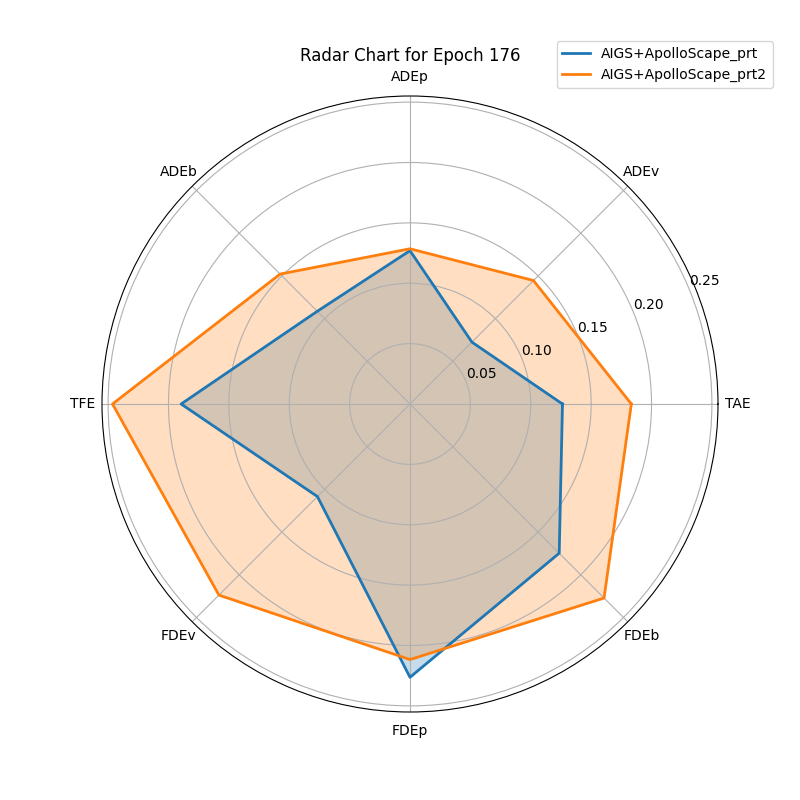 Radar Chart for Epoch 176
AIGS+ApolloScape_prt
AIGS+ApolloScape_prt2
ADEp
ADEb
ADEv
0.25
0.20
0.15
0.10
0.05
TFE
TAE
FDEv
FDEb
FDEp